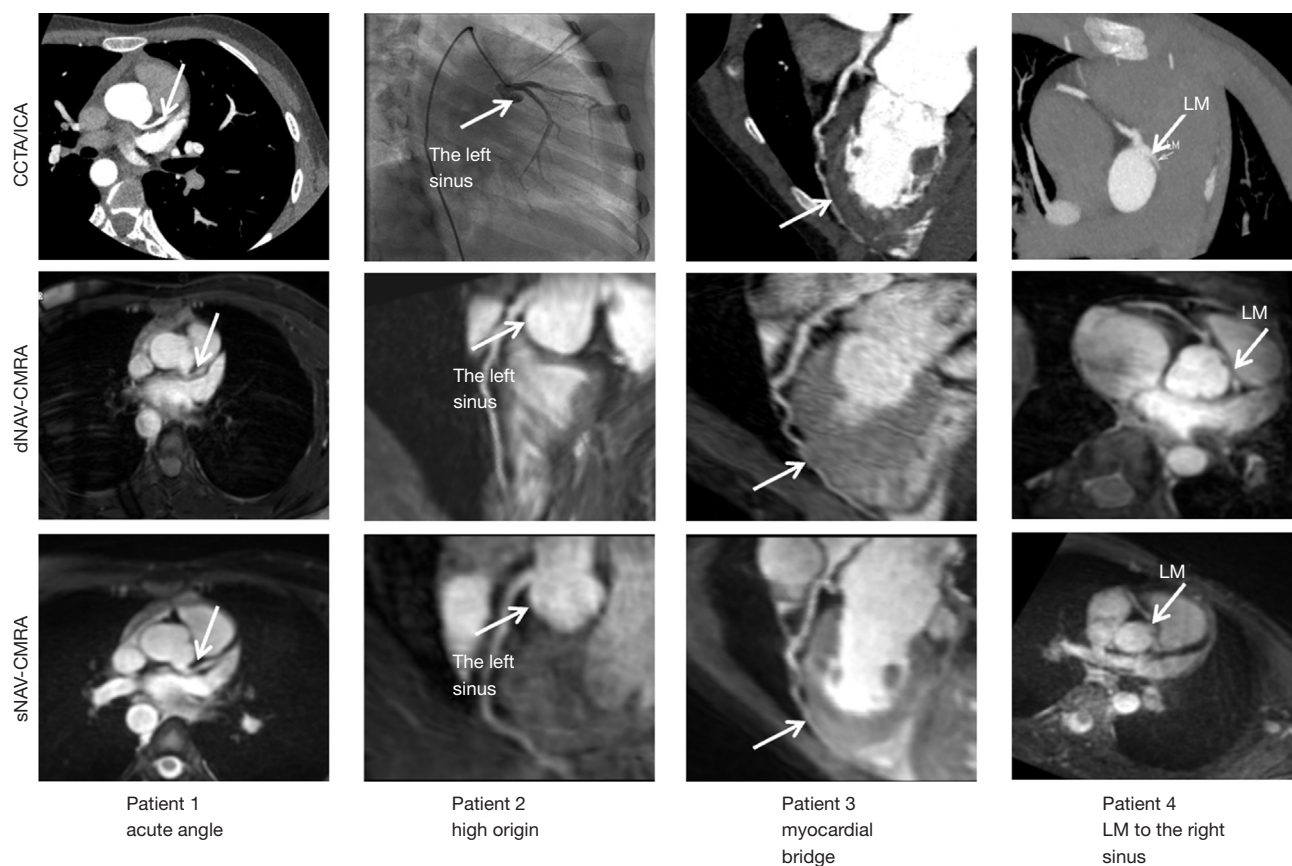 CCTA/ICA
The left
sinus
LM
LM
dNAV-CMRA
The left
sinus
LM
sNAV-CMRA
The left
sinus
LM
Patient 1
acute angle
Patient 2
high origin
Patient 3
myocardial
bridge
Patient 4
LM to the right
sinus